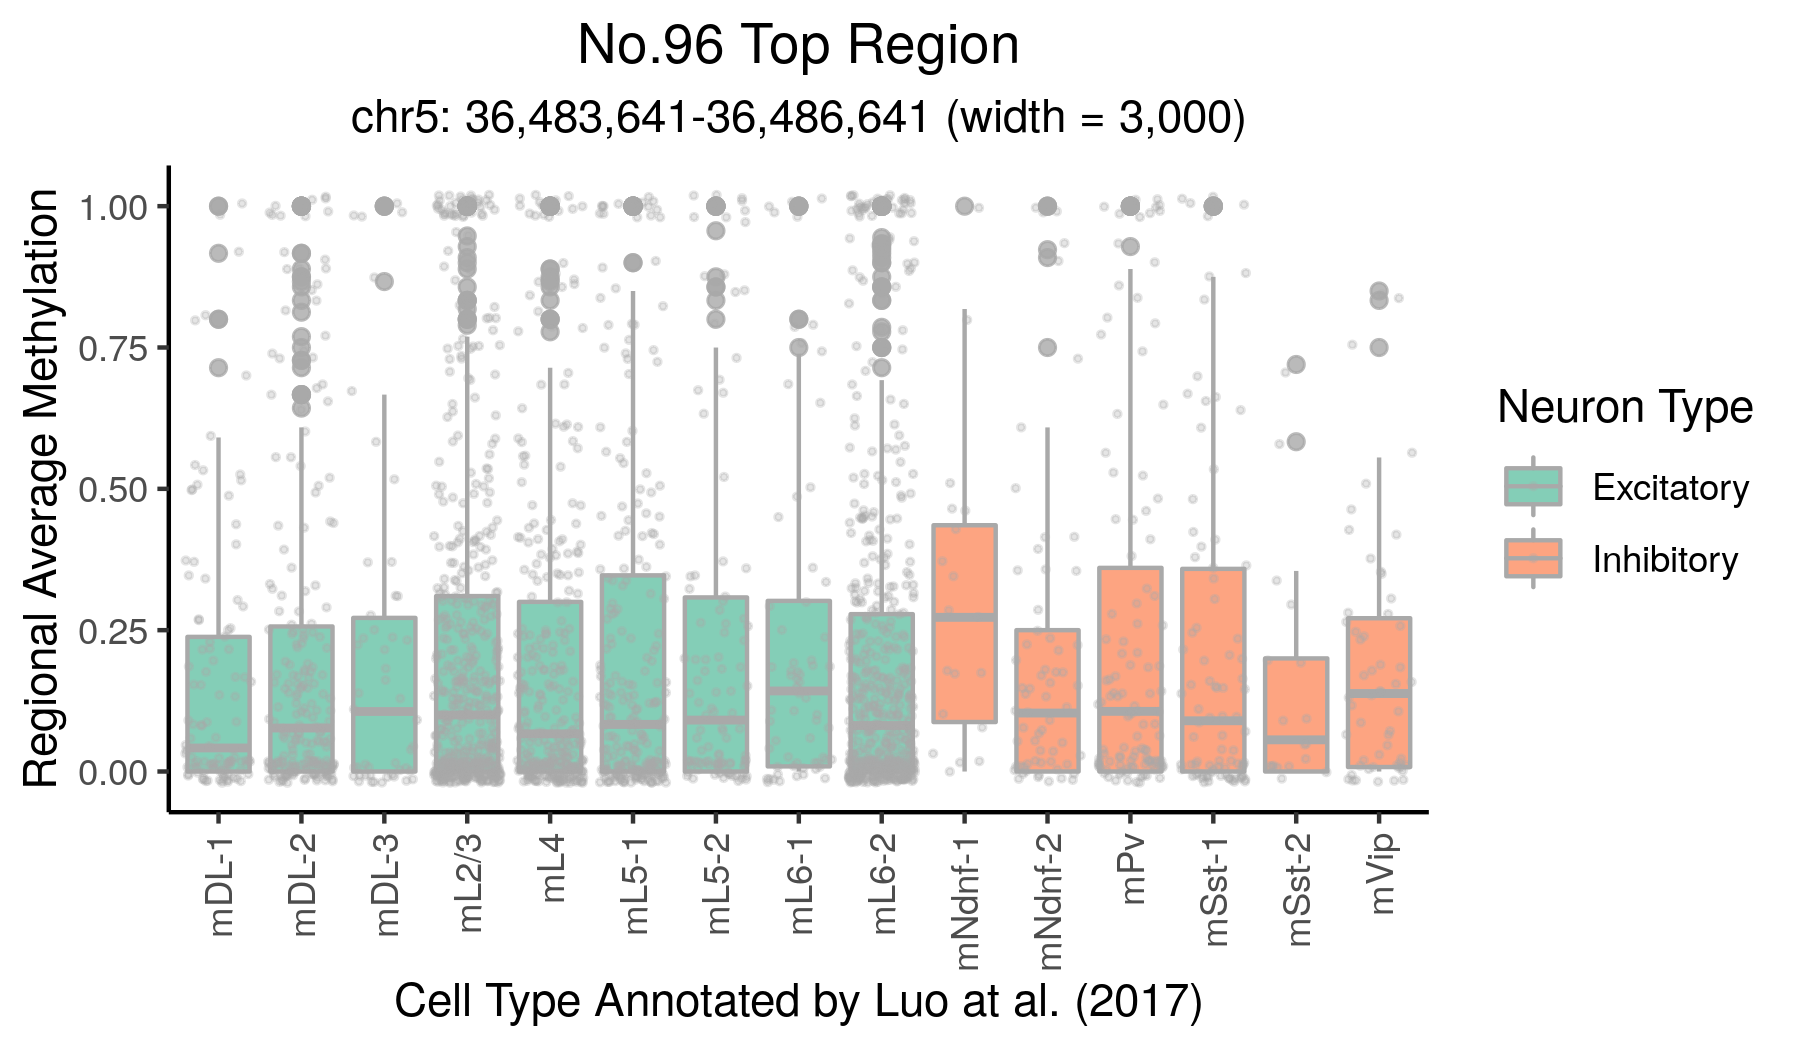 No.96 Top Region
chr5: 36,483,641-36,486,641 (width = 3,000)
Regional Average Methylation
1.00
0.75
0.50
0.25
0.00
mDL-1
mDL-2
mDL-3
mL2/3
mL4
mL5-1
mL5-2
mL6-1
mL6-2
mNdnf-1
mNdnf-2
mPv
mSst-1
mSst-2
mVip
Cell Type Annotated by Luo at al. (2017)
Neuron Type
Excitatory
Inhibitory